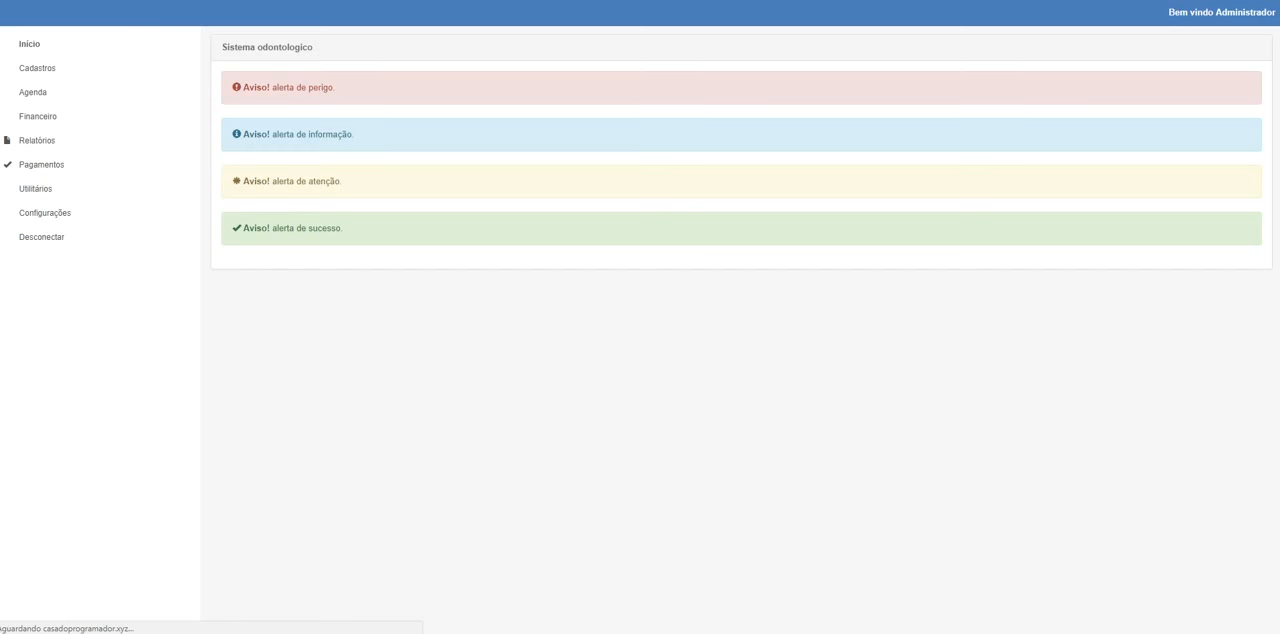 Bem vindo Administrador
Início
Cadastros
Agenda
Financeiro
Relatórios
Pagamentos
Utilitários
Configurações
Desconectar
Sistema odontologico
Aviso! alerta de perigo.
Aviso! alerta de informação.
Aviso! alerta de atenção.
Aviso! alerta de sucesso.
Aguardando casadoprogramador.xyz...